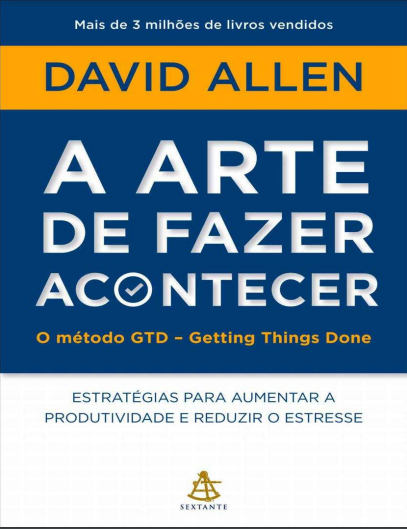 Mais de 3 milhões de livros vendidos
DAVID ALLEN
A ARTE
DE FAZER
ACONTECER
O método GTD – Getting Things Done
ESTRATÉGIAS PARA AUMENTAR A
PRODUTIVIDADE E REDUZIR O ESTRESSE
SEXTANTE